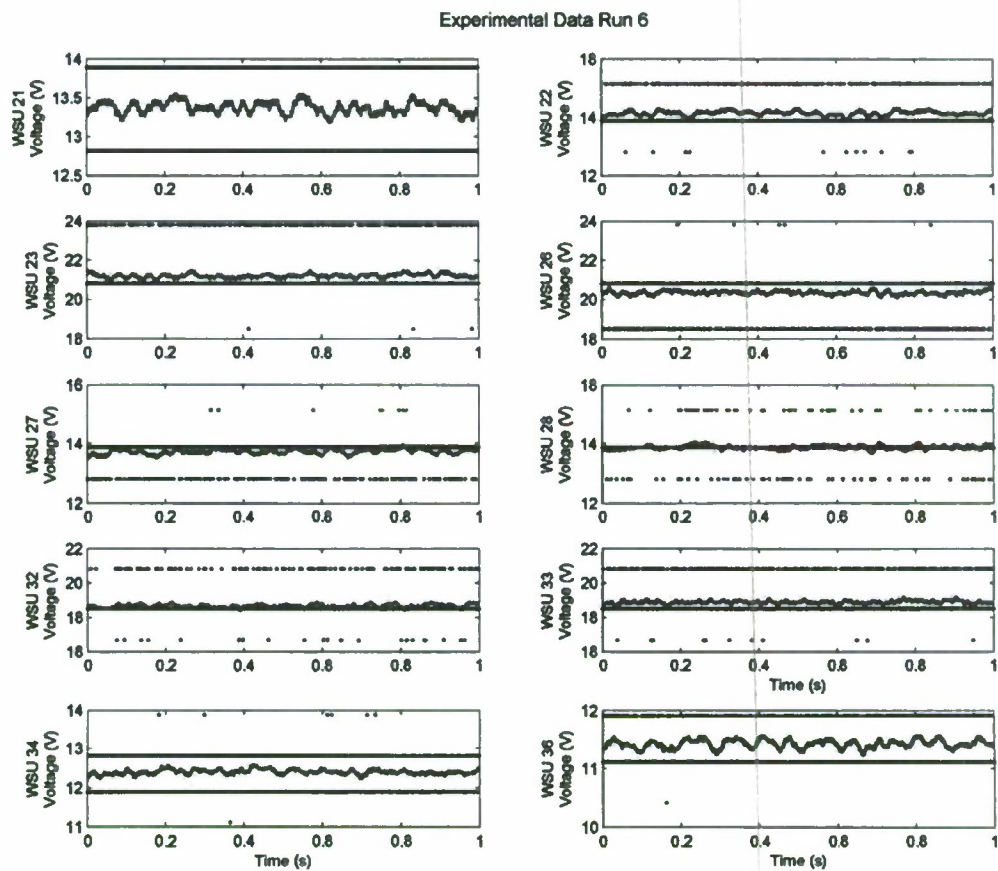 Experimental Data Run 6
WSU 21
Voltage (V)
14
13.5
13
12.5
0 0.2 0.4 0.6 0.8 1
WSU 22
Voltage (V)
18
16
14
12
0 0.2 0.4 0.6 0.8 1
WSU 23
Voltage (V)
24
22
20
18
0 0.2 0.4 0.6 0.8 1
WSU 26
Voltage (V)
24
22
20
18
0 0.2 0.4 0.6 0.8 1
WSU 27
Voltage (V)
16
14
12
0 0.2 0.4 0.6 0.8 1
WSU 28
Voltage (V)
16
14
12
0 0.2 0.4 0.6 0.8 1
WSU 32
Voltage (V)
22
20
18
16
0 0.2 0.4 0.6 0.8 1
WSU 33
Voltage (V)
22
20
18
16
0 0.2 0.4 0.6 0.8 1
Time (s)
WSU 34
Voltage (V)
14
13
12
11
0 0.2 0.4 0.6 0.8 1
Time (s)
WSU 36
Voltage (V)
12
11
10
0 0.2 0.4 0.6 0.8 1
Time (s)